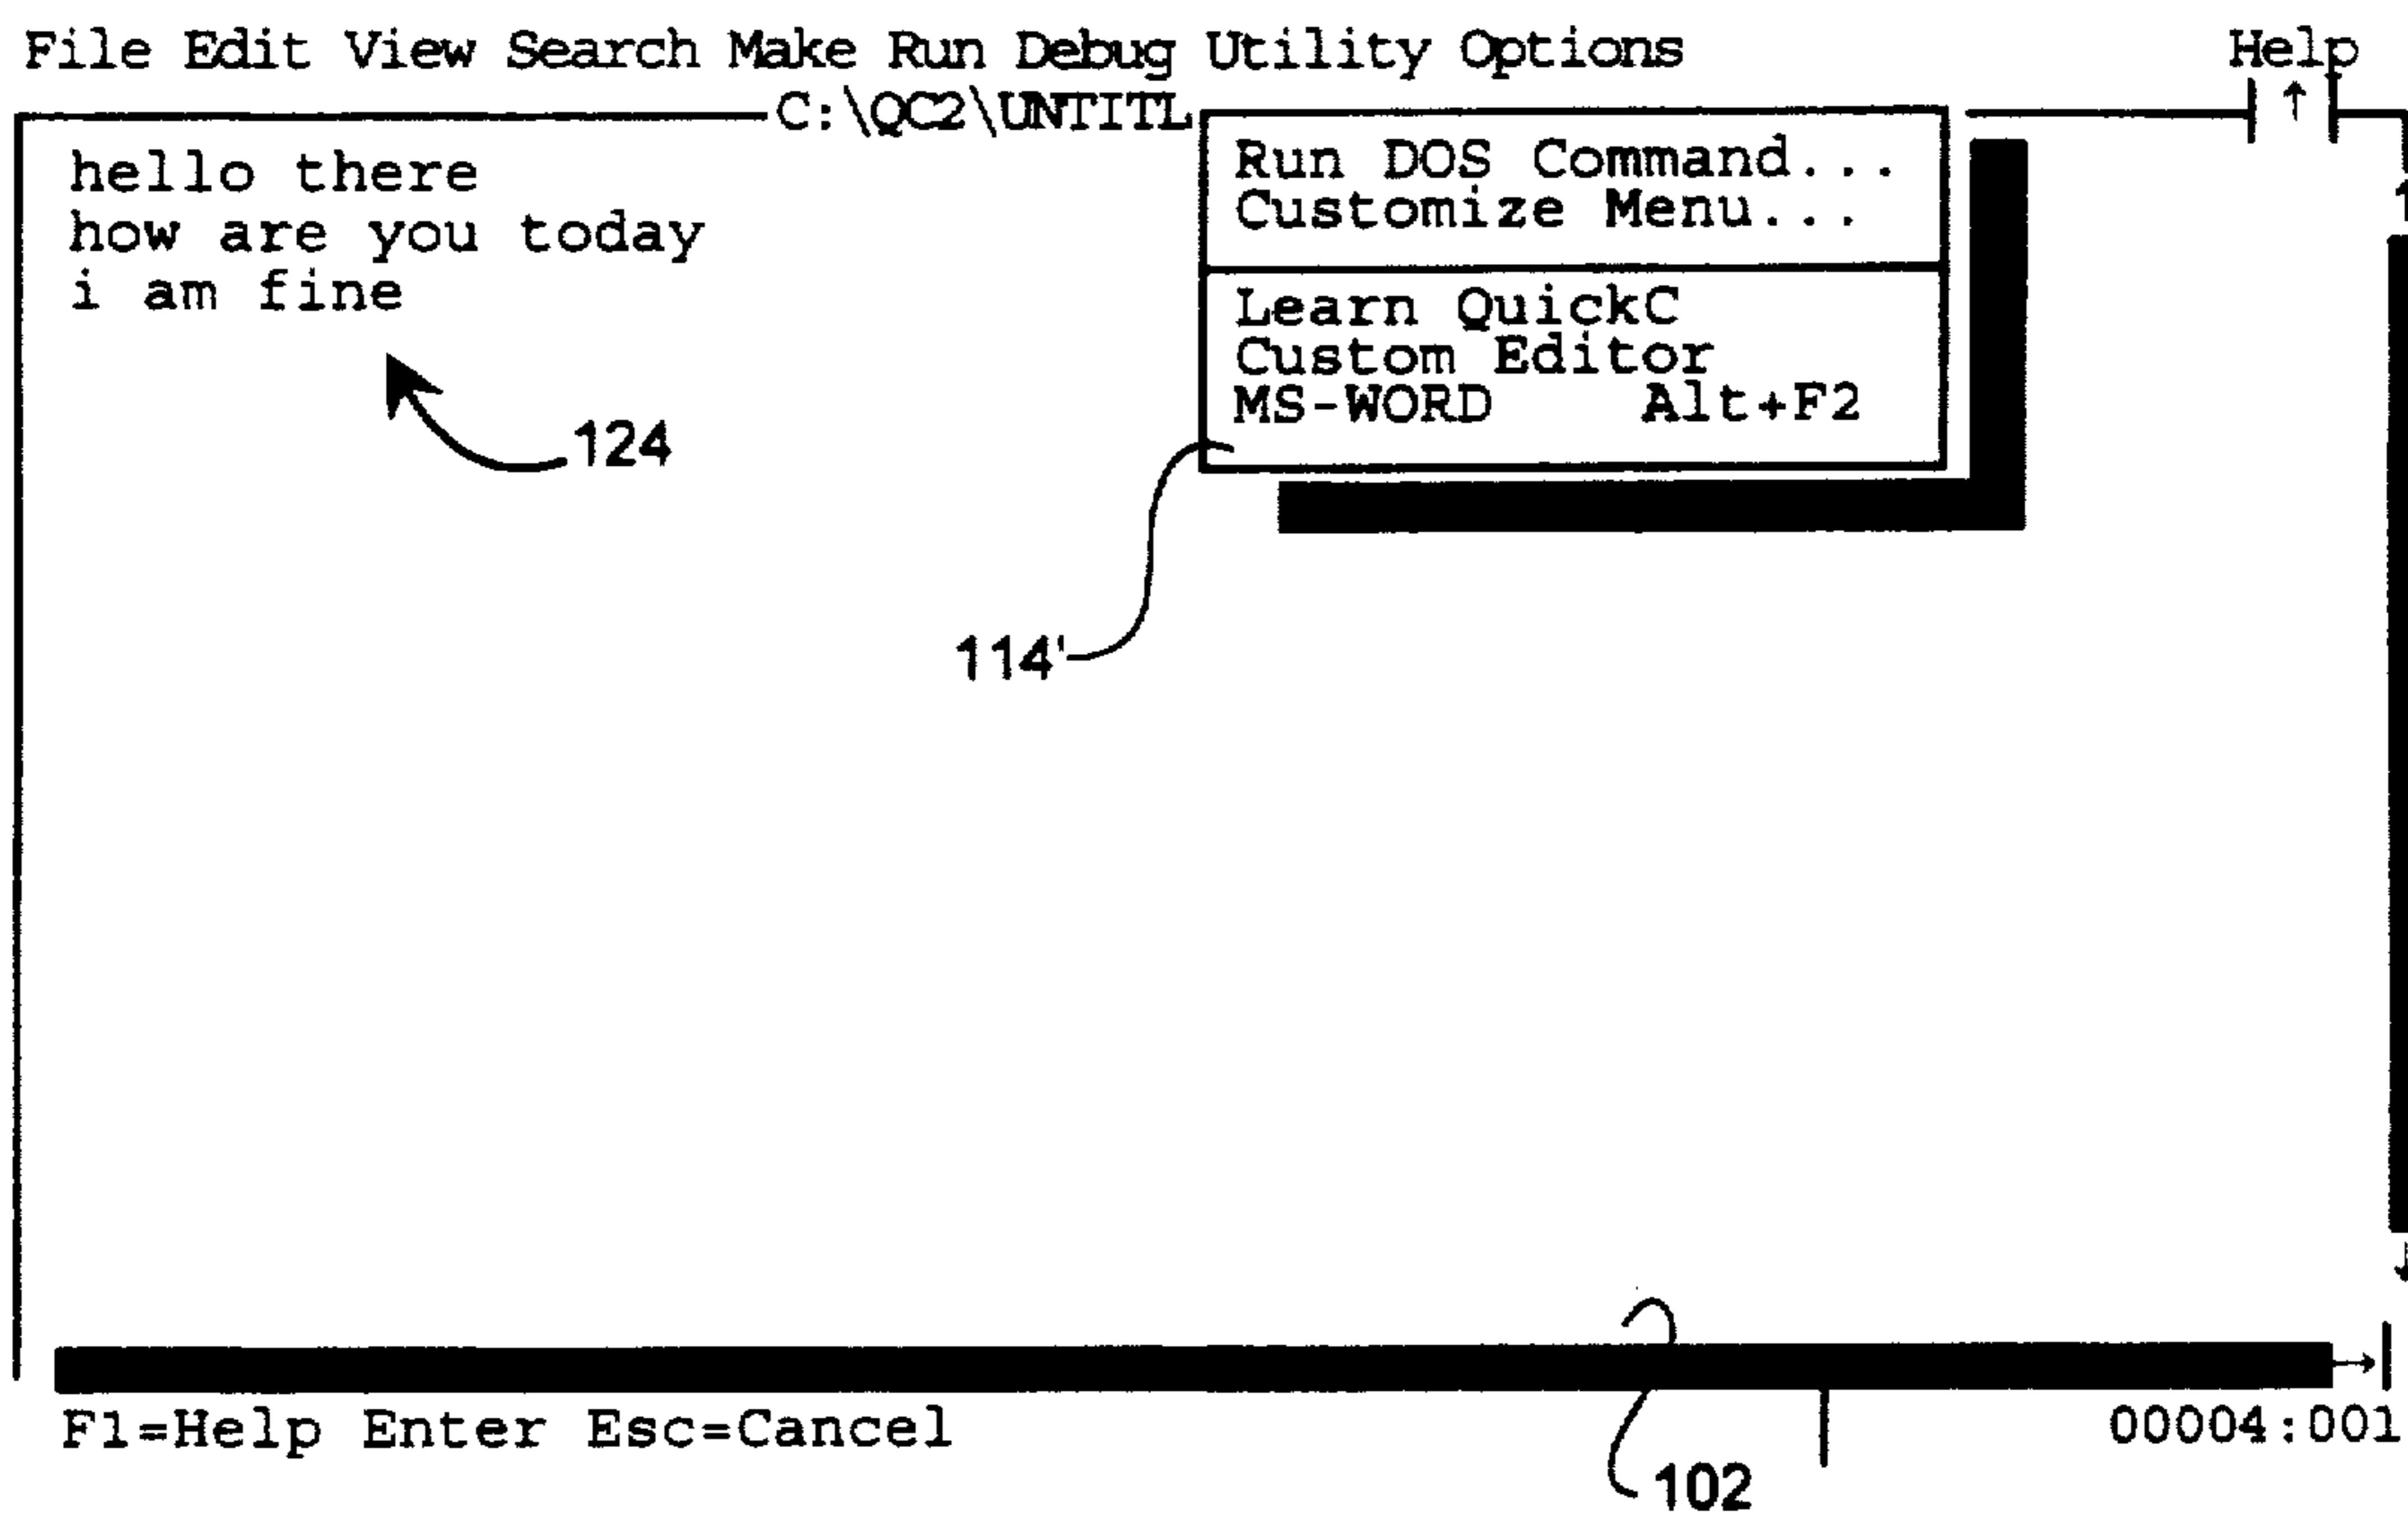 File Edit View Search Make Run Debug Utility Options Help
C:\QC2\UNTITL
↑
hello there
how are you today
i am fine
Run DOS Command...
Customize Menu...
Learn QuickC
Custom Editor
MS-WORD Alt+F2
124
114'
F1=Help Enter Esc=Cancel 00004:001
102